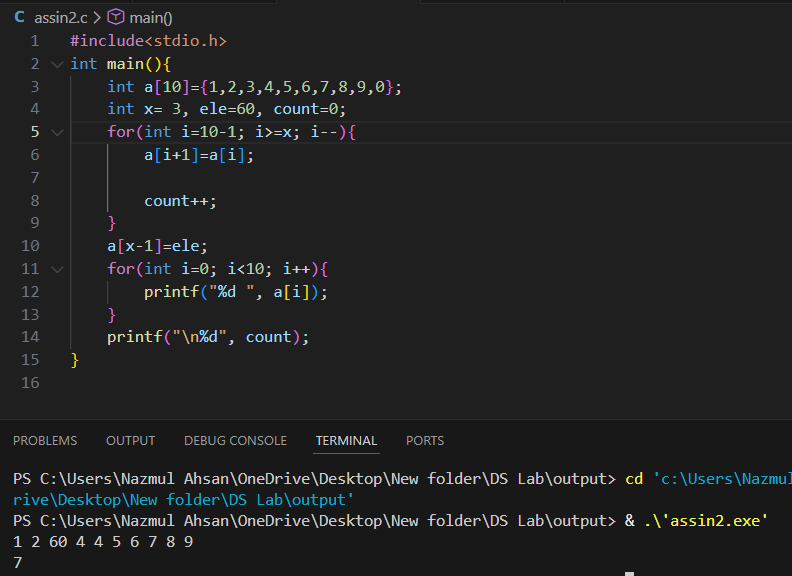 C assin2.c > main()
1 #include<stdio.h>
2 int main(){
3 int a[10]={1,2,3,4,5,6,7,8,9,0};
4 int x= 3, ele=60, count=0;
5 for(int i=10-1; i>=x; i--){
6 a[i+1]=a[i];
7
8 count++;
9 }
10 a[x-1]=ele;
11 for(int i=0; i<10; i++){
12 printf("%d ", a[i]);
13 }
14 printf("\n%d", count);
15 }
16
PROBLEMS OUTPUT DEBUG CONSOLE TERMINAL PORTS
PS C:\Users\Nazmul Ahsan\OneDrive\Desktop\New folder\DS Lab\output> cd 'c:\Users\Nazmul
rive\Desktop\New folder\DS Lab\output'
PS C:\Users\Nazmul Ahsan\OneDrive\Desktop\New folder\DS Lab\output> & .\'assin2.exe'
1 2 60 4 4 5 6 7 8 9
7